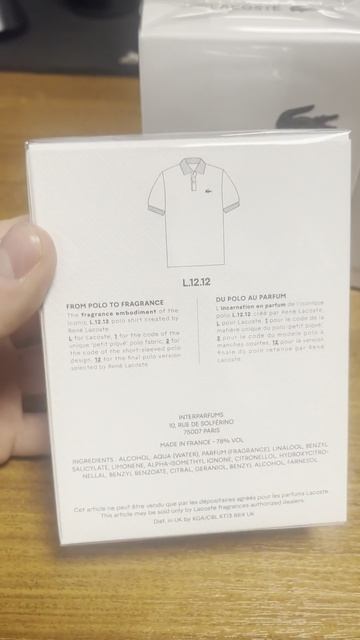 LACOSTE
L.12.12
FROM POLO TO FRAGRANCE
The fragrance embodiment of the
iconic L.12.12 polo shirt created by
René Lacoste.
L for Lacoste, 1 for the code of the
unique 'petit piqué' polo fabric, 2 for
the code of the short-sleeved polo
design, 12 for the final polo version
selected by René Lacoste.
DU POLO AU PARFUM
L'incarnation en parfum de l'iconique
polo L.12.12 créé par René Lacoste.
L pour Lacoste, 1 pour le code de la
matière unique du polo 'petit piqué',
2 pour le code du modèle polo à
manches courtes, 12 pour la version
finale du polo retenue par René
Lacoste.
INTERPARFUMS
10, RUE DE SOLFÉRINO
75007 PARIS
MADE IN FRANCE - 78% VOL
INGREDIENTS : ALCOHOL, AQUA (WATER), PARFUM (FRAGRANCE), LINALOOL, BENZYL
SALICYLATE, LIMONENE, ALPHA-ISOMETHYL IONONE, CITRONELLOL, HYDROXYCITRO-
NELLAL, BENZYL BENZOATE, CITRAL, GERANIOL, BENZYL ALCOHOL, FARNESOL
Cet article ne peut être vendu que par les dépositaires agréés pour les parfums Lacoste.
This article may be sold only by Lacoste fragrances authorized dealers.
Dist. in UK by KGA/CBL KT13 8BX UK